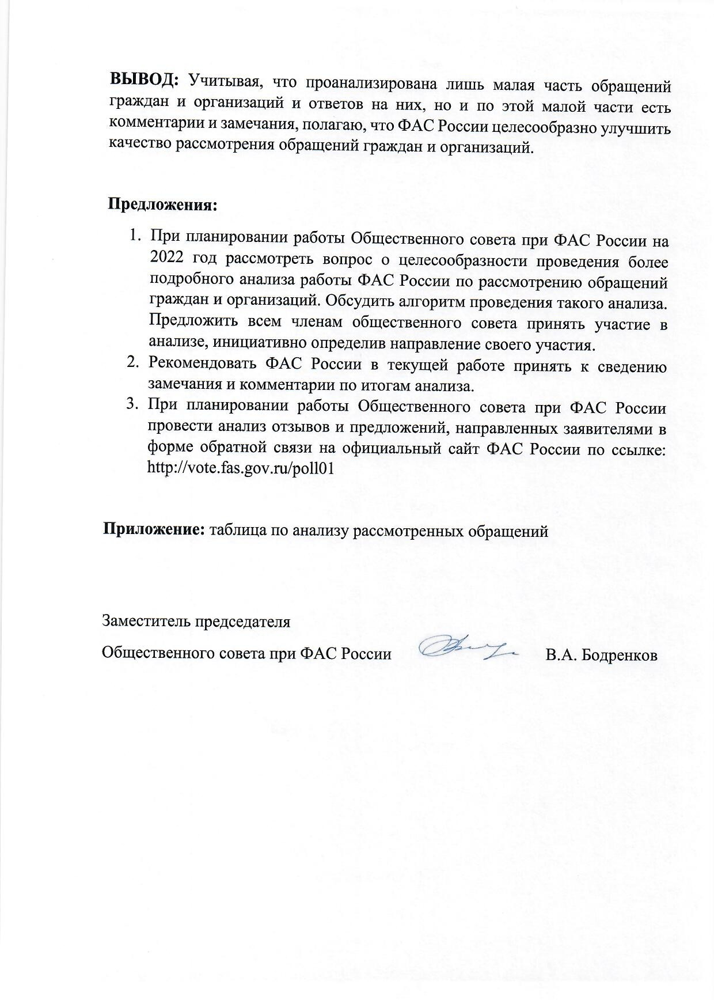 ВЫВОД: Учитывая, что проанализирована лишь малая часть обращений
граждан и организаций и ответов на них, но и по этой малой части есть
комментарии и замечания, полагаю, что ФАС России целесообразно улучшить
качество рассмотрения обращений граждан и организаций.
Предложения:
1. При планировании работы Общественного совета при ФАС России на
2022 год рассмотреть вопрос о целесообразности проведения более
подробного анализа работы ФАС России по рассмотрению обращений
граждан и организаций. Обсудить алгоритм проведения такого анализа.
Предложить всем членам общественного совета принять участие в
анализе, инициативно определив направление своего участия.
2. Рекомендовать ФАС России в текущей работе принять к сведению
замечания и комментарии по итогам анализа.
3. При планировании работы Общественного совета при ФАС России
провести анализ отзывов и предложений, направленных заявителями в
форме обратной связи на официальный сайт ФАС России по ссылке:
http://vote.fas.gov.ru/poll01
Приложение: таблица по анализу рассмотренных обращений
Заместитель председателя
Общественного совета при ФАС России В.А. Бодренков